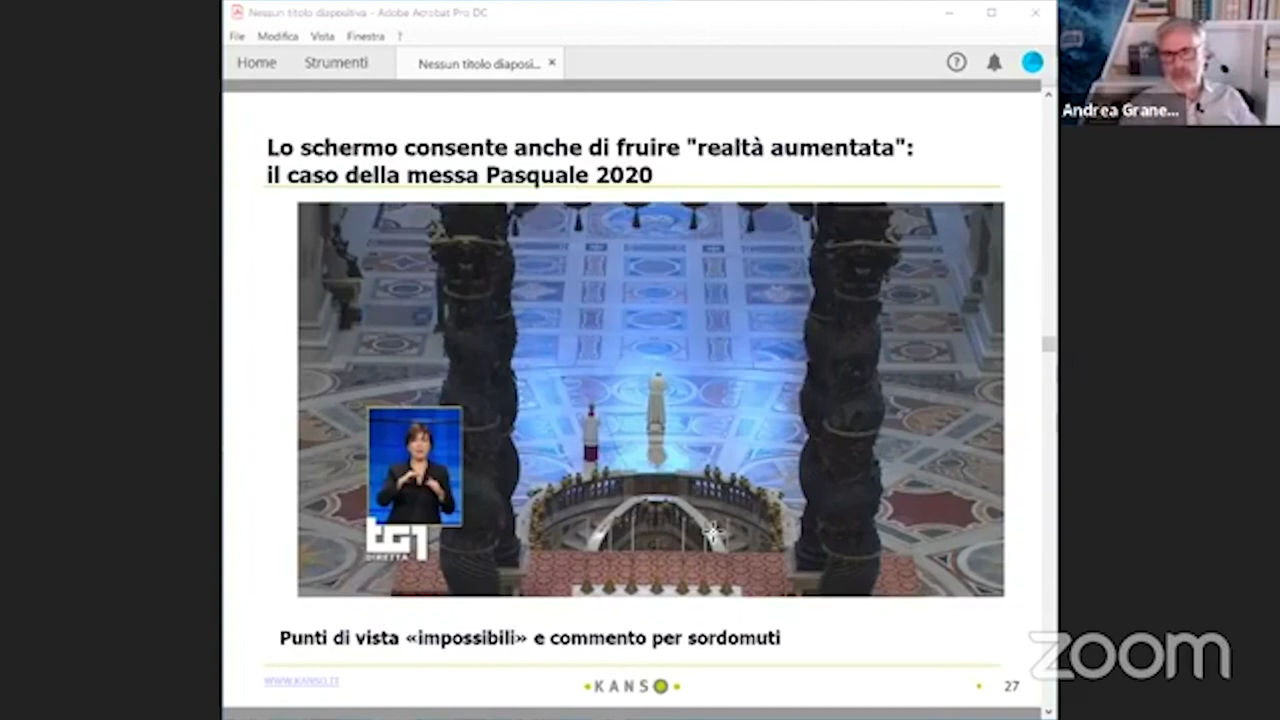 Nessun titolo diapositiva - Adobe Acrobat Pro DC
File Modifica Vista Finestra ?
Home Strumenti Nessun titolo diaposi... ×
Andrea Grane...
Lo schermo consente anche di fruire "realtà aumentata":
il caso della messa Pasquale 2020
tg1
DIRETTA
Punti di vista «impossibili» e commento per sordomuti
WWW.KANSO.IT
KANSO
27
zoom